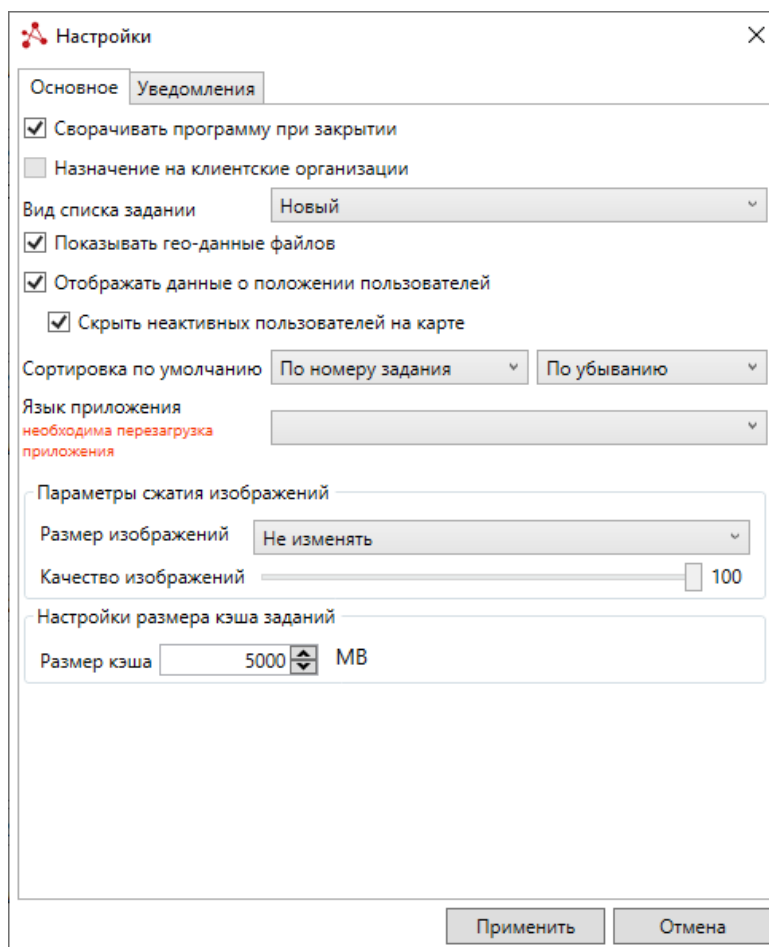 Настройки
Основное Уведомления
Сворачивать программу при закрытии
Назначение на клиентские организации
Вид списка задании Новый
Показывать гео-данные файлов
Отображать данные о положении пользователей
Скрыть неактивных пользователей на карте
Сортировка по умолчанию По номеру задания По убыванию
Язык приложения
необходима перезагрузка
приложения
Параметры сжатия изображений
Размер изображений Не изменять
Качество изображений 100
Настройки размера кэша заданий
Размер кэша 5000 MB
Применить Отмена